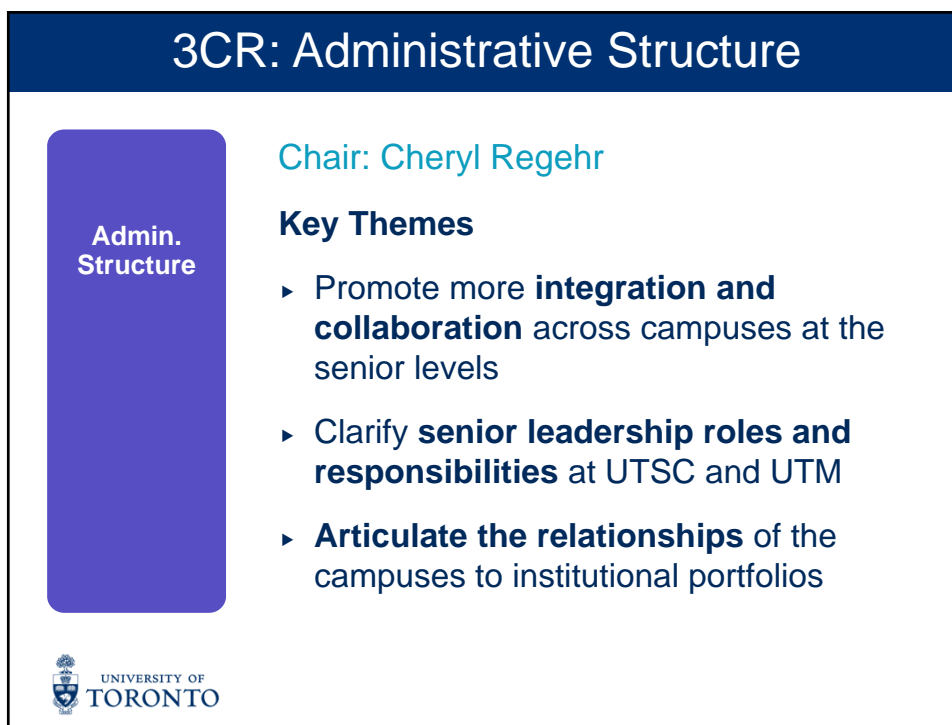 3CR: Administrative Structure
Admin.
Structure
Chair: Cheryl Regehr
Key Themes
▸ Promote more integration and
collaboration across campuses at the
senior levels
▸ Clarify senior leadership roles and
responsibilities at UTSC and UTM
▸ Articulate the relationships of the
campuses to institutional portfolios
UNIVERSITY OF
TORONTO